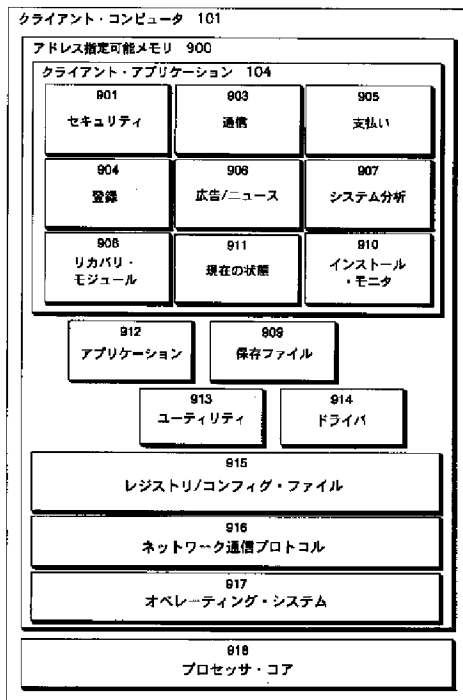 クライアント・コンピュータ 101
アドレス指定可能メモリ 900
クライアント・アプリケーション 104
901
セキュリティ
903
通信
905
支払い
904
登録
906
広告/ニュース
907
システム分析
908
リカバリ・
モジュール
911
現在の状態
910
インストール
・モニタ
912
アプリケーション
909
保存ファイル
913
ユーティリティ
914
ドライバ
915
レジストリ/コンフィグ・ファイル
916
ネットワーク通信プロトコル
917
オペレーティング・システム
918
プロセッサ・コア